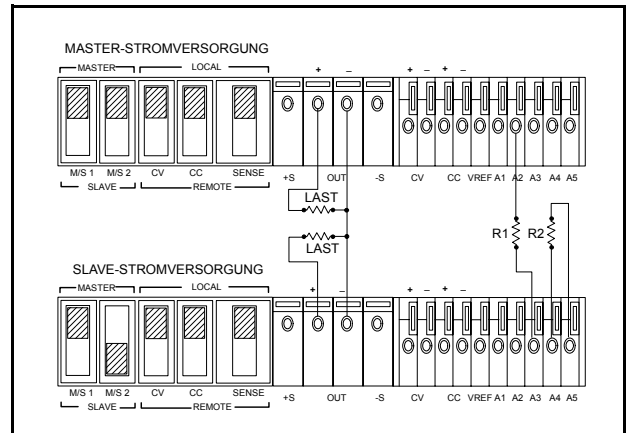 MASTER-STROMVERSORGUNG
MASTER LOCAL
+ – + – + –
M/S 1 M/S 2 CV CC SENSE +S OUT -S CV CC VREF A1 A2 A3 A4 A5
SLAVE REMOTE
LAST
R1 R2
LAST
SLAVE-STROMVERSORGUNG
MASTER LOCAL
+ – + – + –
M/S 1 M/S 2 CV CC SENSE +S OUT -S CV CC VREF A1 A2 A3 A4 A5
SLAVE REMOTE